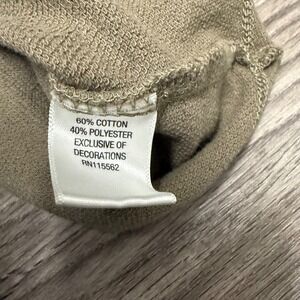 60% COTTON
40% POLYESTER
EXCLUSIVE OF
DECORATIONS
RN115562